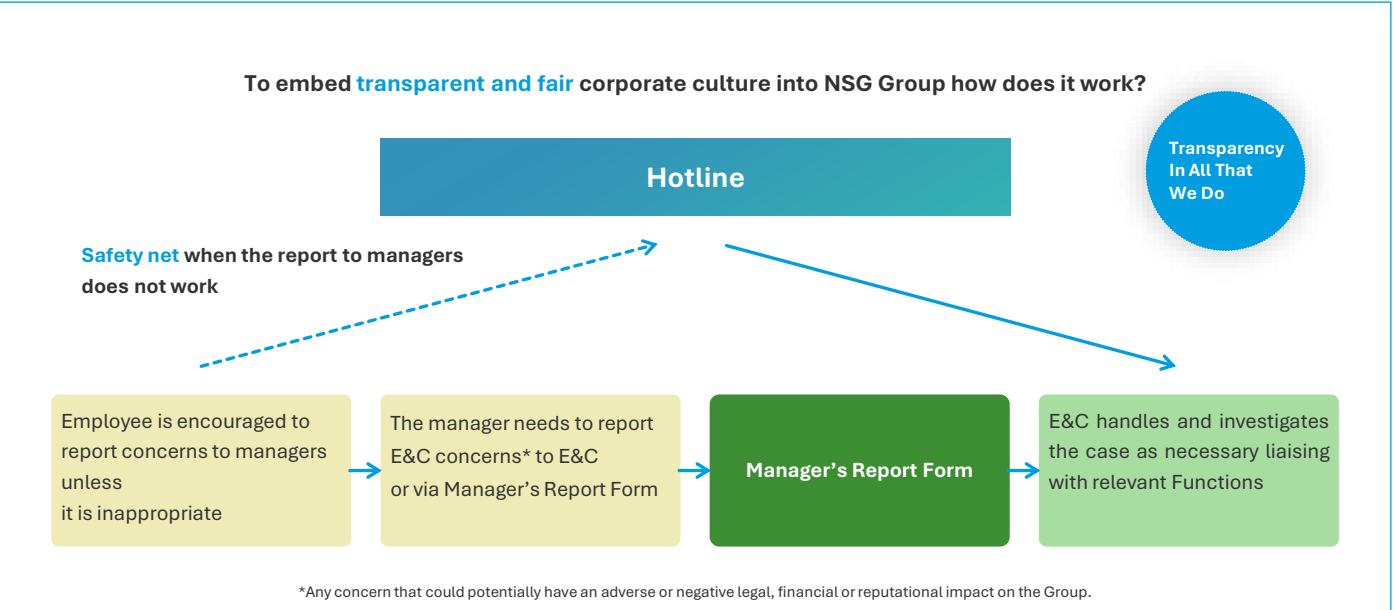 To embed transparent and fair corporate culture into NSG Group how does it work?
Transparency
In All That
We Do
Hotline
Safety net when the report to managers
does not work
Employee is encouraged to
report concerns to managers
unless
it is inappropriate
The manager needs to report
E&C concerns* to E&C
or via Manager’s Report Form
Manager’s Report Form
E&C handles and investigates
the case as necessary liaising
with relevant Functions
*Any concern that could potentially have an adverse or negative legal, financial or reputational impact on the Group.